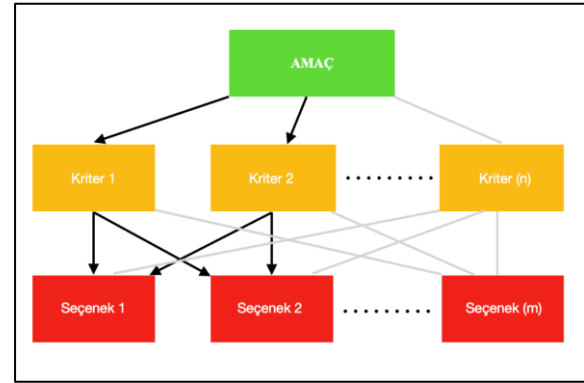 AMAÇ
Kriter 1
Kriter 2
Kriter (n)
Seçenek 1
Seçenek 2
Seçenek (m)